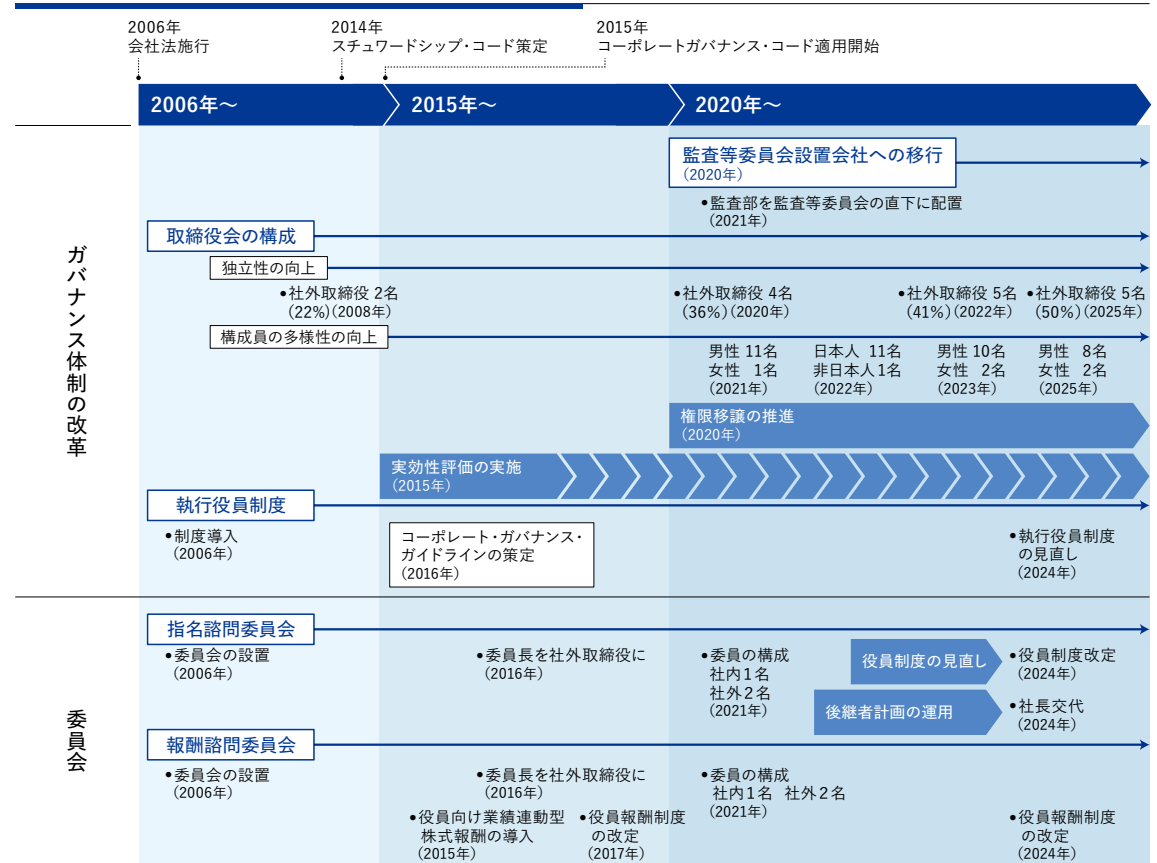 2006年
会社法施行
2014年
スチュワードシップ・コード策定
2015年
コーポレートガバナンス・コード適用開始
2006年～
2015年～
2020年～
ガバナンス体制の改革
監査等委員会設置会社への移行
(2020年)
•監査部を監査等委員会の直下に配置
(2021年)
取締役会の構成
独立性の向上
•社外取締役 2名
(22%)(2008年)
•社外取締役 4名
(36%)(2020年)
•社外取締役 5名
(41%)(2022年)
•社外取締役 5名
(50%)(2025年)
構成員の多様性の向上
男性 11名
女性 1名
(2021年)
日本人 11名
非日本人1名
(2022年)
男性 10名
女性 2名
(2023年)
男性 8名
女性 2名
(2025年)
権限移譲の推進
(2020年)
実効性評価の実施
(2015年)
執行役員制度
•制度導入
(2006年)
コーポレート・ガバナンス・
ガイドラインの策定
(2016年)
•執行役員制度
の見直し
(2024年)
委員会
指名諮問委員会
•委員会の設置
(2006年)
•委員長を社外取締役に
(2016年)
•委員の構成
社内1名
社外2名
(2021年)
役員制度の見直し
•役員制度改定
(2024年)
後継者計画の運用
•社長交代
(2024年)
報酬諮問委員会
•委員会の設置
(2006年)
•委員長を社外取締役に
(2016年)
•委員の構成
社内1名 社外2名
(2021年)
•役員向け業績連動型
株式報酬の導入
(2015年)
•役員報酬制度
の改定
(2017年)
•役員報酬制度
の改定
(2024年)